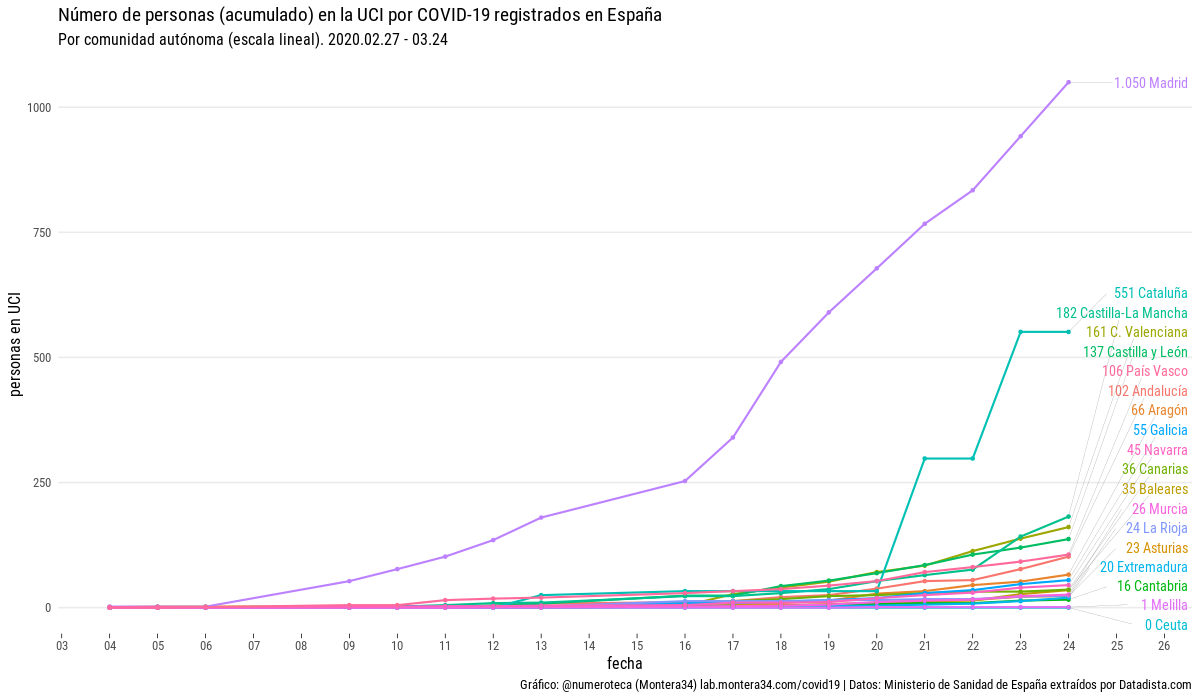 Número de personas (acumulado) en la UCI por COVID-19 registrados en España
Por comunidad autónoma (escala lineal). 2020.02.27 - 03.24
personas en UCI
1000
750
500
250
0
1.050 Madrid
551 Cataluña
182 Castilla-La Mancha
161 C. Valenciana
137 Castilla y León
106 País Vasco
102 Andalucía
66 Aragón
55 Galicia
45 Navarra
36 Canarias
35 Baleares
26 Murcia
24 La Rioja
23 Asturias
20 Extremadura
16 Cantabria
1 Melilla
0 Ceuta
03 04 05 06 07 08 09 10 11 12 13 14 15 16 17 18 19 20 21 22 23 24 25 26
fecha
Gráfico: @numeroteca (Montera34) lab.montera34.com/covid19 | Datos: Ministerio de Sanidad de España extraídos por Datadista.com